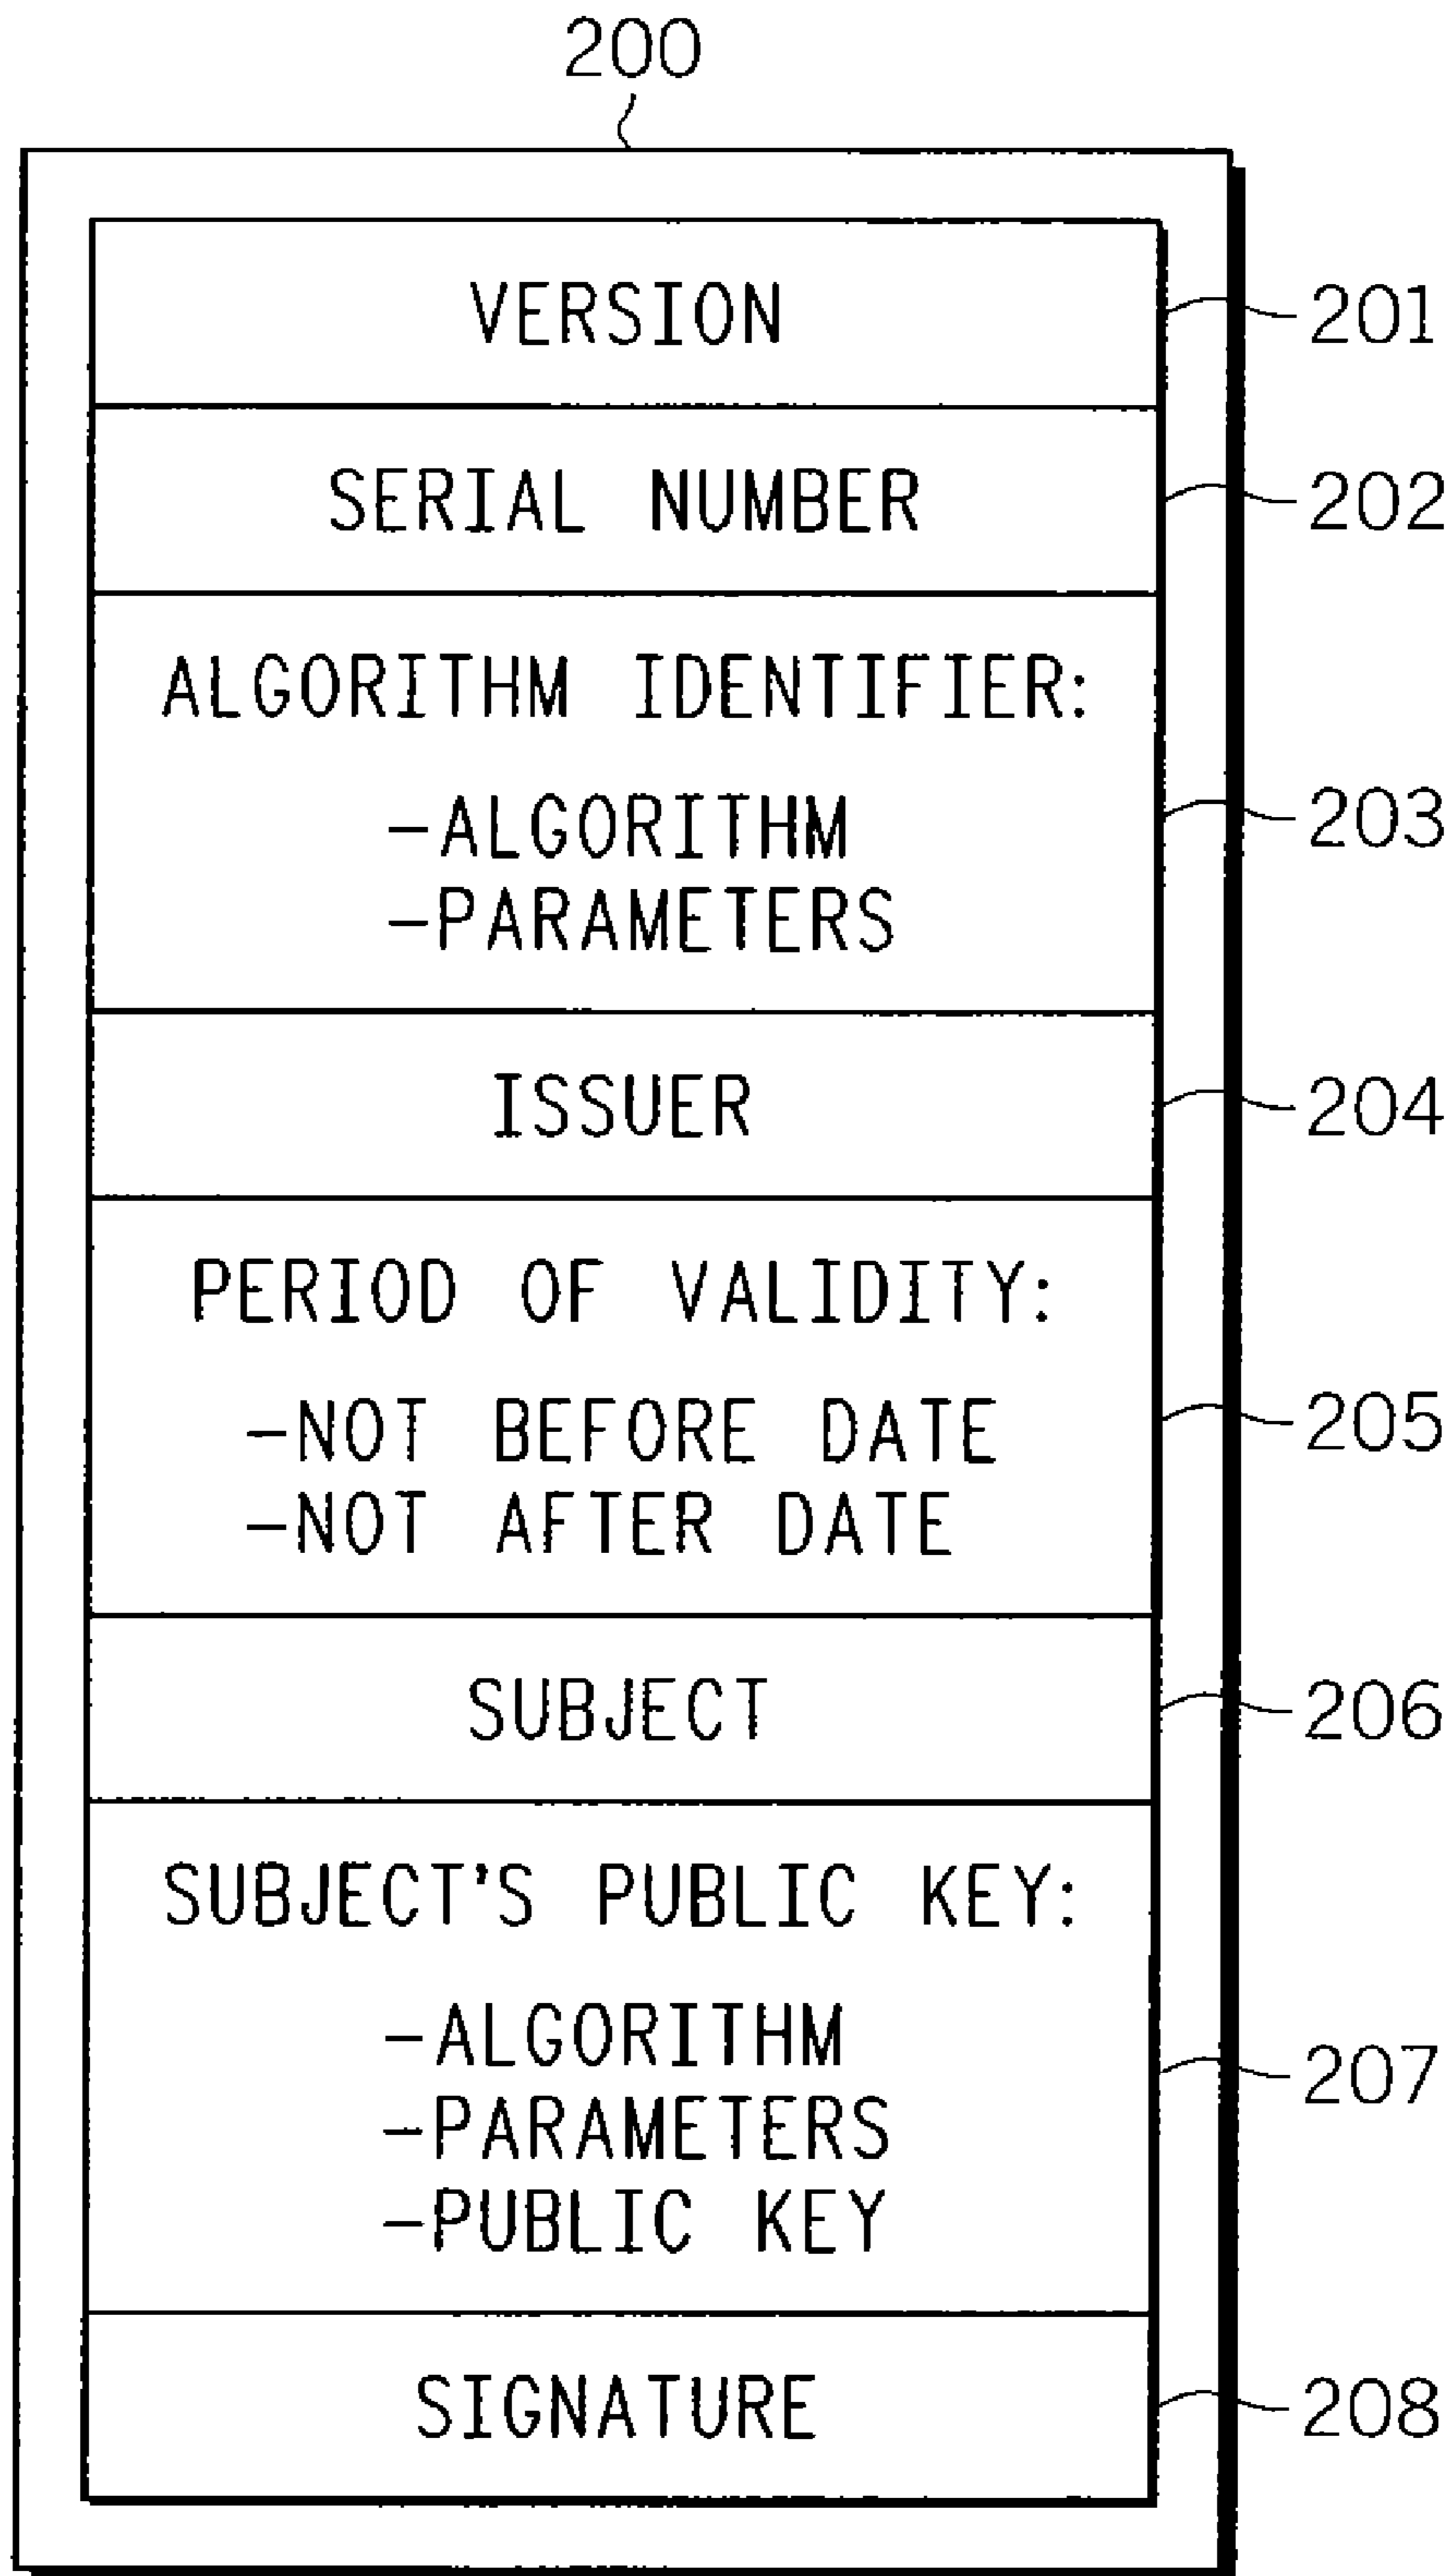 200
VERSION 201
SERIAL NUMBER 202
ALGORITHM IDENTIFIER:
-ALGORITHM 203
-PARAMETERS
ISSUER 204
PERIOD OF VALIDITY:
-NOT BEFORE DATE 205
-NOT AFTER DATE
SUBJECT 206
SUBJECT'S PUBLIC KEY:
-ALGORITHM 207
-PARAMETERS
-PUBLIC KEY
SIGNATURE 208